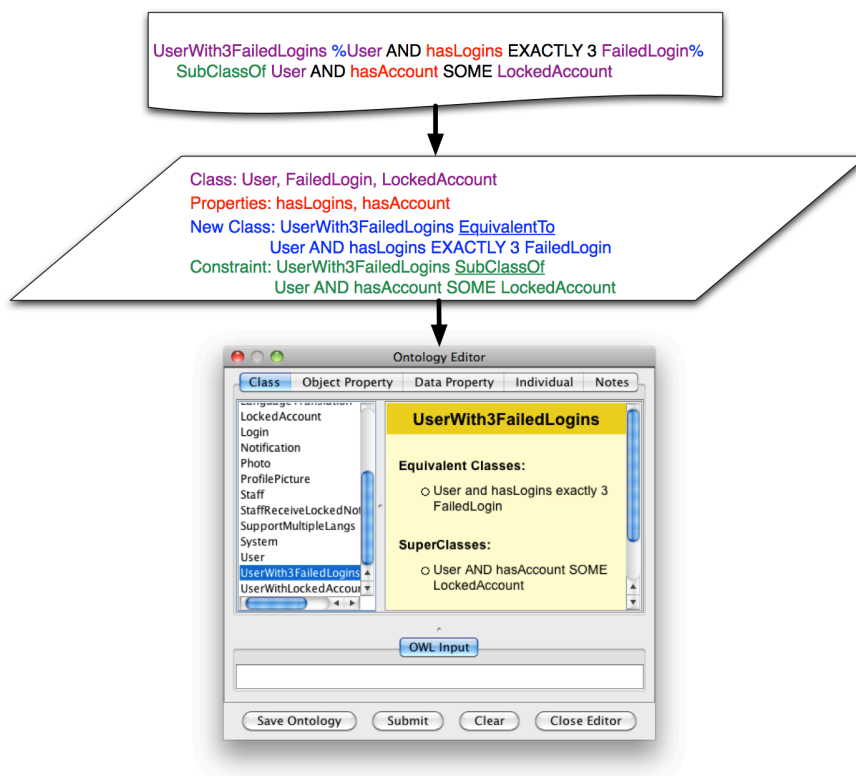 UserWith3FailedLogins %User AND hasLogins EXACTLY 3 FailedLogin%
SubClassOf User AND hasAccount SOME LockedAccount
Class: User, FailedLogin, LockedAccount
Properties: hasLogins, hasAccount
New Class: UserWith3FailedLogins EquivalentTo
User AND hasLogins EXACTLY 3 FailedLogin
Constraint: UserWith3FailedLogins SubClassOf
User AND hasAccount SOME LockedAccount
Ontology Editor
Class Object Property Data Property Individual Notes
LanguageTranslation
LockedAccount
Login
Notification
Photo
ProfilePicture
Staff
StaffReceiveLockedNot
SupportMultipleLangs
System
User
UserWith3FailedLogins
UserWithLockedAccour
UserWith3FailedLogins
Equivalent Classes:
User and hasLogins exactly 3
FailedLogin
SuperClasses:
User AND hasAccount SOME
LockedAccount
OWL Input
Save Ontology Submit Clear Close Editor